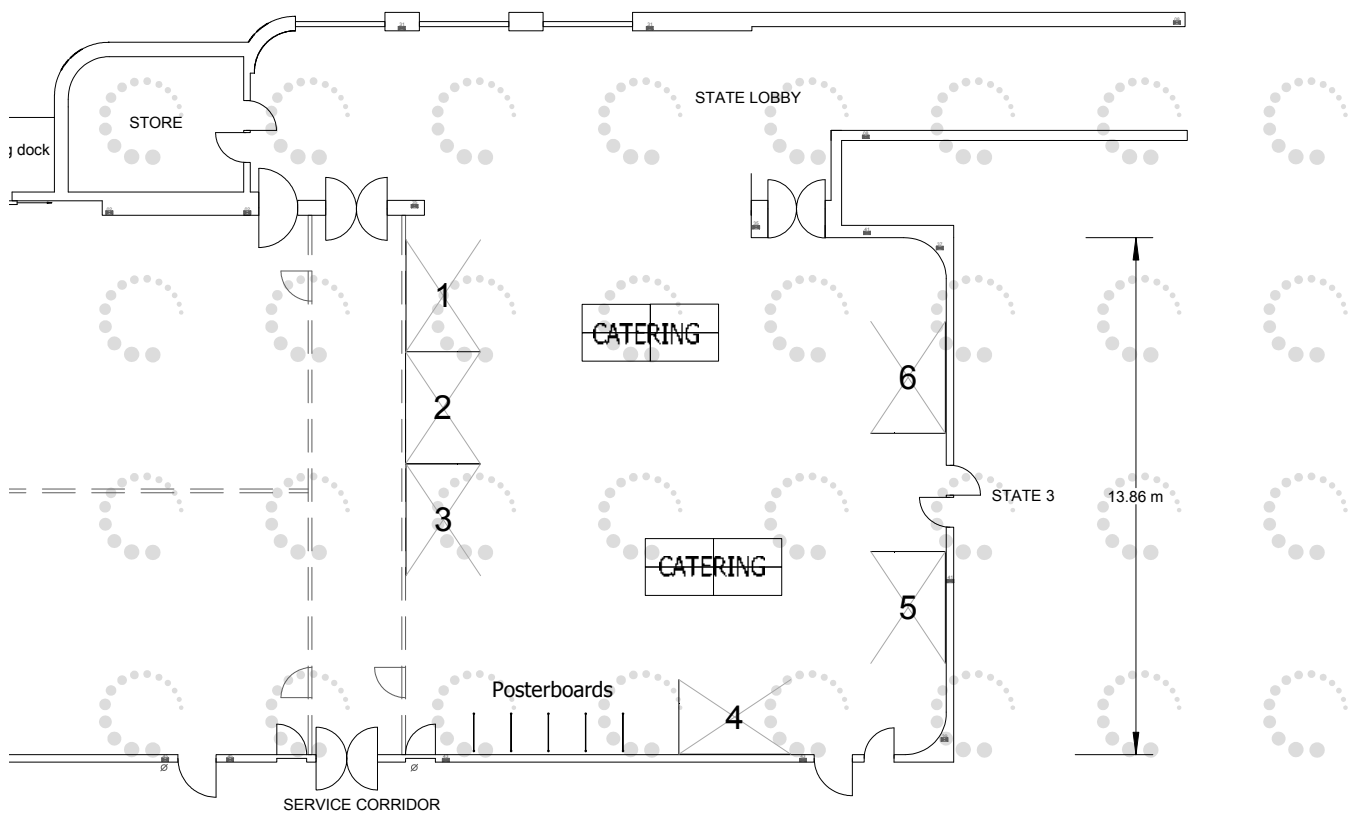 STATE LOBBY
STORE
g dock
1
CATERING
6
2
STATE 3
13.86 m
3
CATERING
5
Posterboards
4
SERVICE CORRIDOR